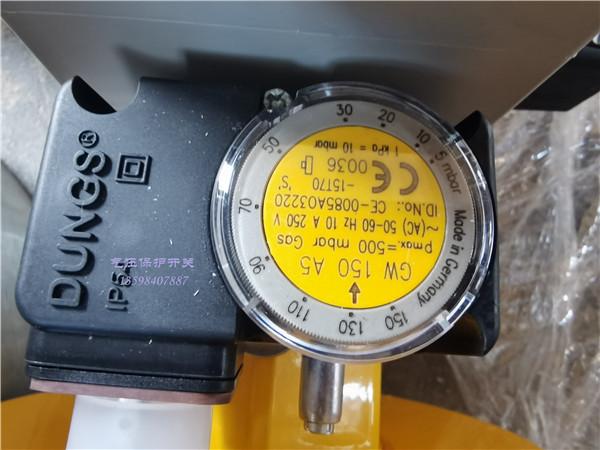 DUNGS®
气压保护开关
13598407887
GW 150 A5
Pmax.=500 mbar Gas
~(AC) 50-60 Hz 10 A 250 V
ID.No.: CE-0085AO3220
-15T70 °S
CE 0036
1 kPa = 10 mbar
5 mbar
10
20
30
50
70
90
110
130
150
Made in Germany